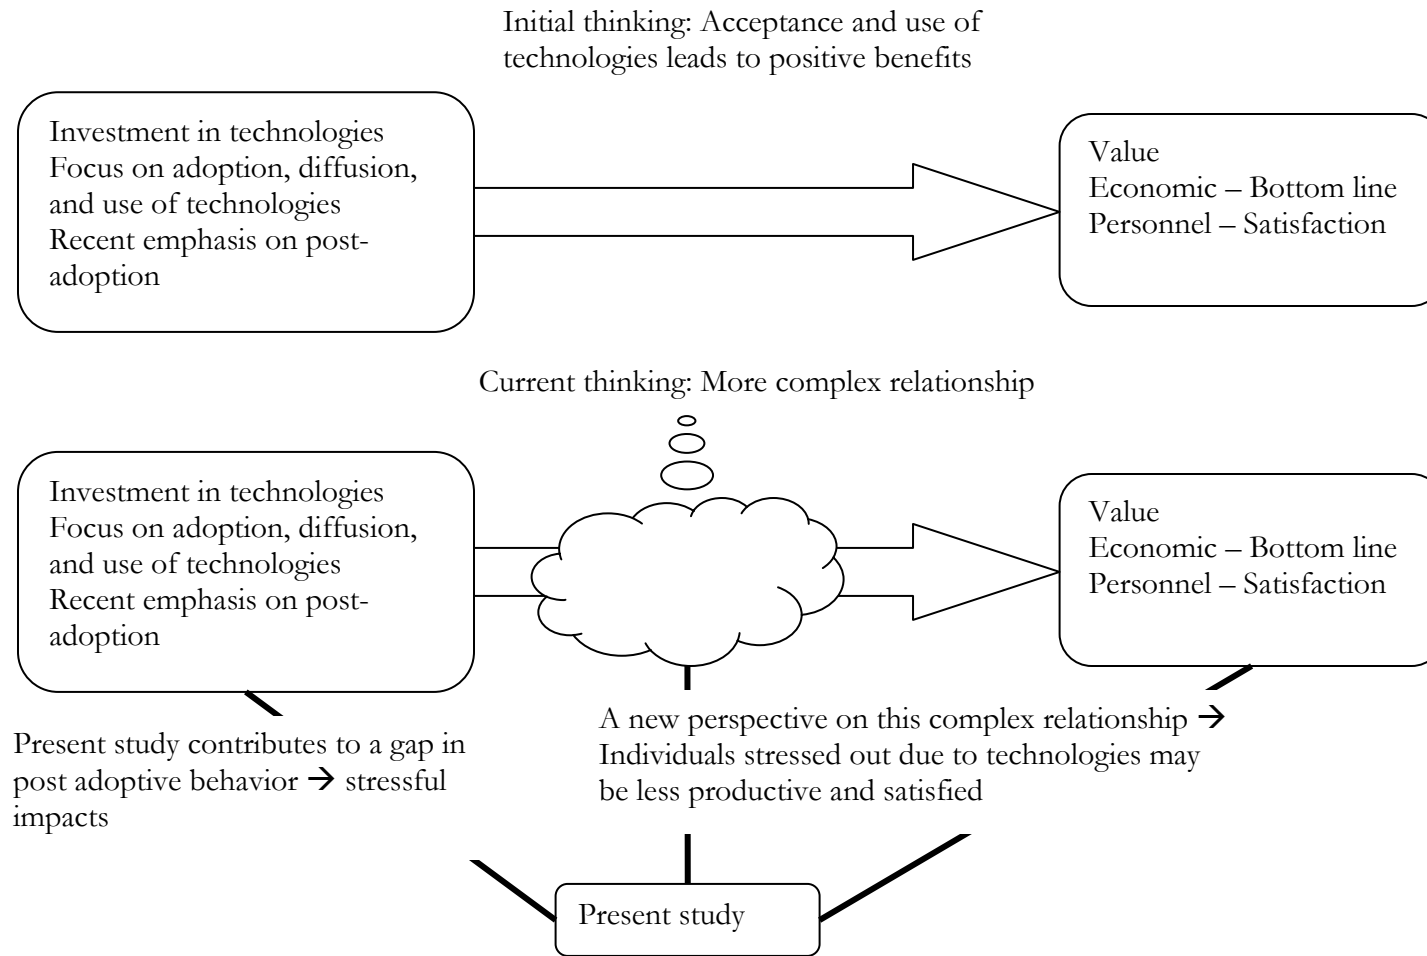 Initial thinking: Acceptance and use of
technologies leads to positive benefits
Investment in technologies
Focus on adoption, diffusion,
and use of technologies
Recent emphasis on post-
adoption
Value
Economic – Bottom line
Personnel – Satisfaction
Current thinking: More complex relationship
Investment in technologies
Focus on adoption, diffusion,
and use of technologies
Recent emphasis on post-
adoption
Value
Economic – Bottom line
Personnel – Satisfaction
Present study contributes to a gap in
post adoptive behavior → stressful
impacts
A new perspective on this complex relationship →
Individuals stressed out due to technologies may
be less productive and satisfied
Present study